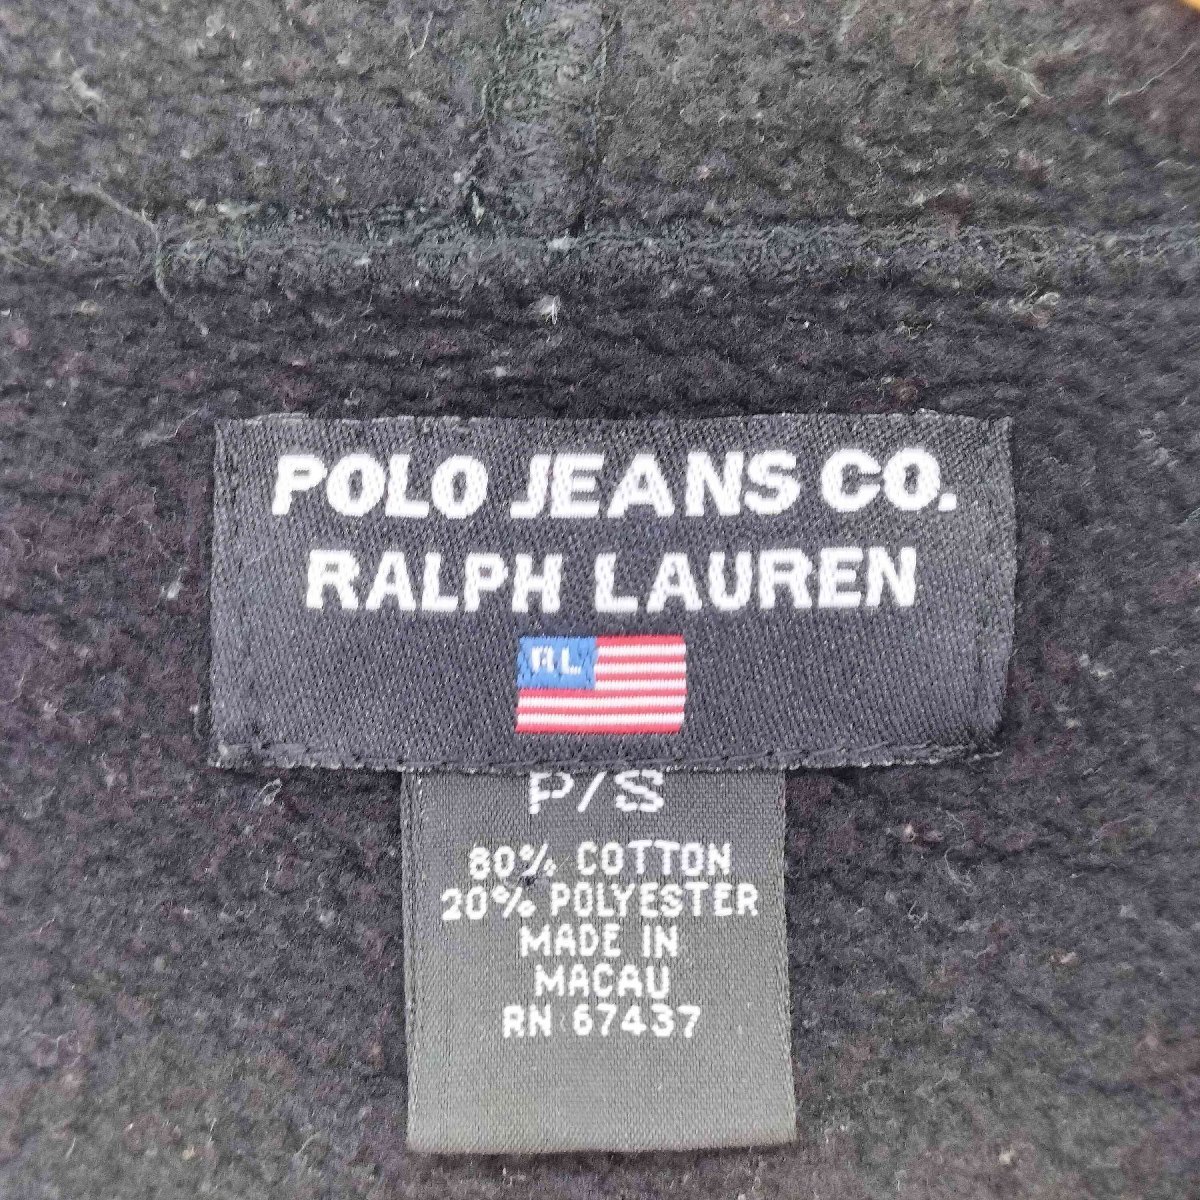 POLO JEANS CO.
RALPH LAUREN
RL
P/S
80% COTTON
20% POLYESTER
MADE IN
MACAU
RN 67437